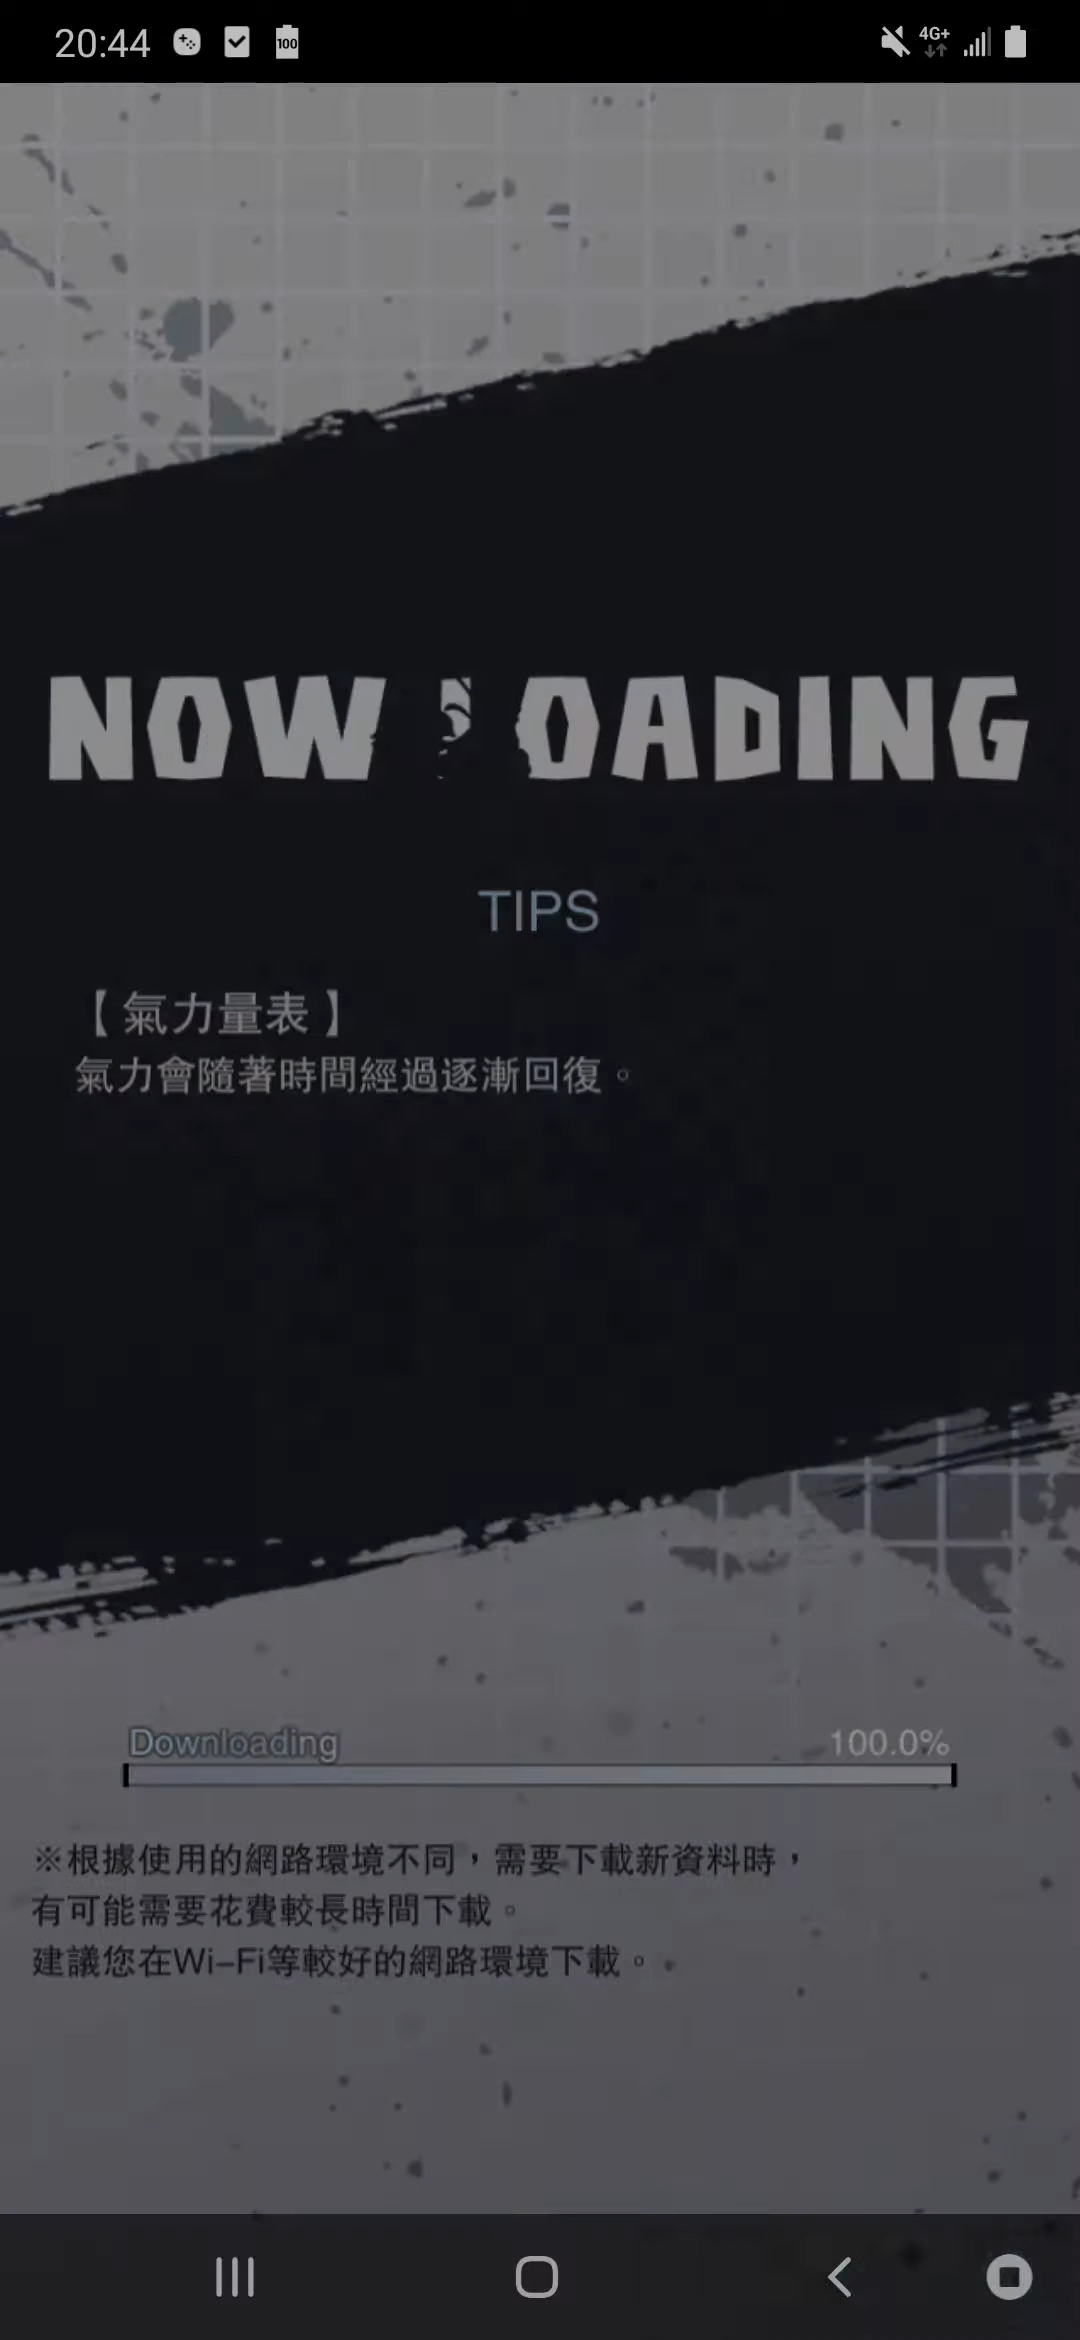 20:44
100
4G+
NOW LOADING
TIPS
【氣力量表】
氣力會隨著時間經過逐漸回復。
Downloading 100.0%
※根據使用的網路環境不同，需要下載新資料時，
有可能需要花費較長時間下載。
建議您在Wi-Fi等較好的網路環境下載。